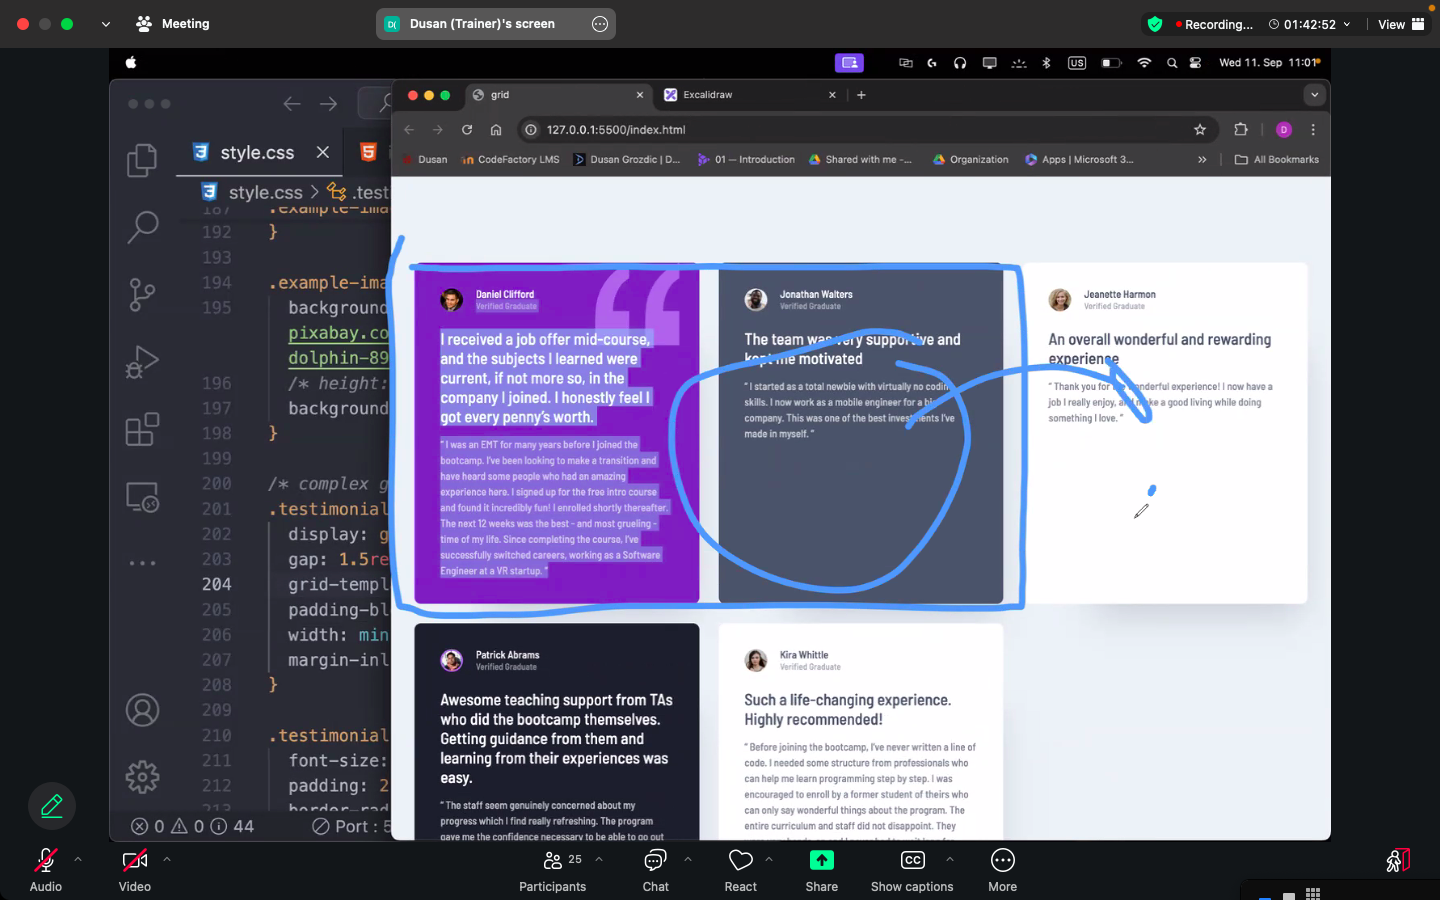 Meeting
D( Dusan (Trainer)'s screen
Recording...
01:42:52
View
US
Wed 11. Sep 11:01
grid
Excalidraw
127.0.0.1:5500/index.html
D
Dusan
CodeFactory LMS
Dusan Grozdic | D...
01 — Introduction
Shared with me -...
Organization
Apps | Microsoft 3...
»
All Bookmarks
style.css
style.css > .test
187 .example-ima
192 }
193
194 .example-ima
195 background
pixabay.co
dolphin-89
196 /* height:
197 background
198 }
199
200 /* complex g
201 .testimonial
202 display: g
203 gap: 1.5re
204 grid-templ
205 padding-bl
206 width: min
207 margin-inl
208 }
209
210 .testimonial
211 font-size:
212 padding: 2
213 border-rad
0 0 44
Port : 5
Daniel Clifford
Verified Graduate
I received a job offer mid-course,
and the subjects I learned were
current, if not more so, in the
company I joined. I honestly feel I
got every penny's worth.
“ I was an EMT for many years before I joined the
bootcamp. I've been looking to make a transition and
have heard some people who had an amazing
experience here. I signed up for the free intro course
and found it incredibly fun! I enrolled shortly thereafter.
The next 12 weeks was the best - and most grueling -
time of my life. Since completing the course, I've
successfully switched careers, working as a Software
Engineer at a VR startup. ”
Jonathan Walters
Verified Graduate
The team was very supportive and
kept me motivated
“ I started as a total newbie with virtually no coding
skills. I now work as a mobile engineer for a big
company. This was one of the best investments I've
made in myself. ”
Jeanette Harmon
Verified Graduate
An overall wonderful and rewarding
experience
“ Thank you for the wonderful experience! I now have a
job I really enjoy, and make a good living while doing
something I love. ”
Patrick Abrams
Verified Graduate
Awesome teaching support from TAs
who did the bootcamp themselves.
Getting guidance from them and
learning from their experiences was
easy.
“ The staff seem genuinely concerned about my
progress which I find really refreshing. The program
gave me the confidence necessary to be able to go out
Kira Whittle
Verified Graduate
Such a life-changing experience.
Highly recommended!
“ Before joining the bootcamp, I've never written a line of
code. I needed some structure from professionals who
can help me learn programming step by step. I was
encouraged to enroll by a former student of theirs who
can only say wonderful things about the program. The
entire curriculum and staff did not disappoint. They
Audio
Video
25
Participants
Chat
React
Share
CC
Show captions
More